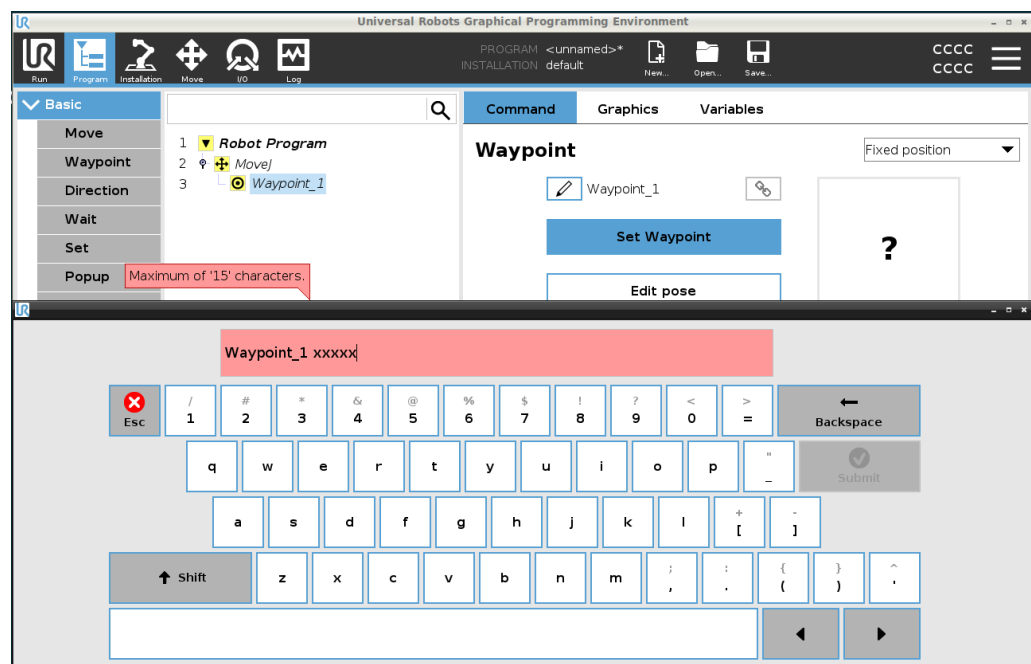 UR Universal Robots Graphical Programming Environment
UR
Run Program Installation Move I/O Log
PROGRAM <unnamed>*
INSTALLATION default
New... Open... Save...
CCCC
CCCC
Basic
Move
Waypoint
Direction
Wait
Set
Popup
1 Robot Program
2 MoveJ
3 Waypoint_1
Maximum of '15' characters.
Command Graphics Variables
Waypoint
Fixed position
Waypoint_1
Set Waypoint
?
Edit pose
UR
Waypoint_1 xxxxx
Esc
/ # * & @ % $ ! ? < >
1 2 3 4 5 6 7 8 9 0 =
Backspace
q w e r t y u i o p " _
Submit
a s d f g h j k l + [ - ]
Shift z x c v b n m ; , : . { ( } ) ^ '